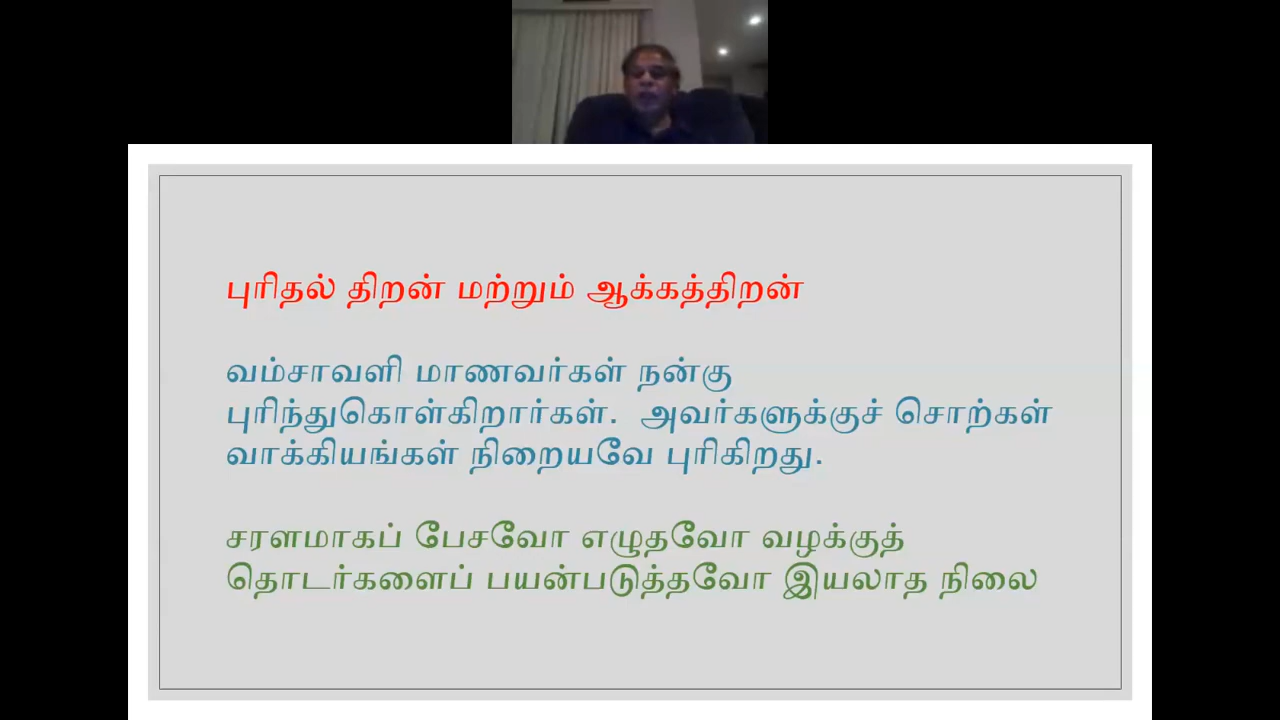 புரிதல் திறன் மற்றும் ஆக்கத்திறன்
வம்சாவளி மாணவர்கள் நன்கு
புரிந்துகொள்கிறார்கள். அவர்களுக்குச் சொற்கள்
வாக்கியங்கள் நிறையவே புரிகிறது.
சரளமாகப் பேசவோ எழுதவோ வழக்குத்
தொடர்களைப் பயன்படுத்தவோ இயலாத நிலை